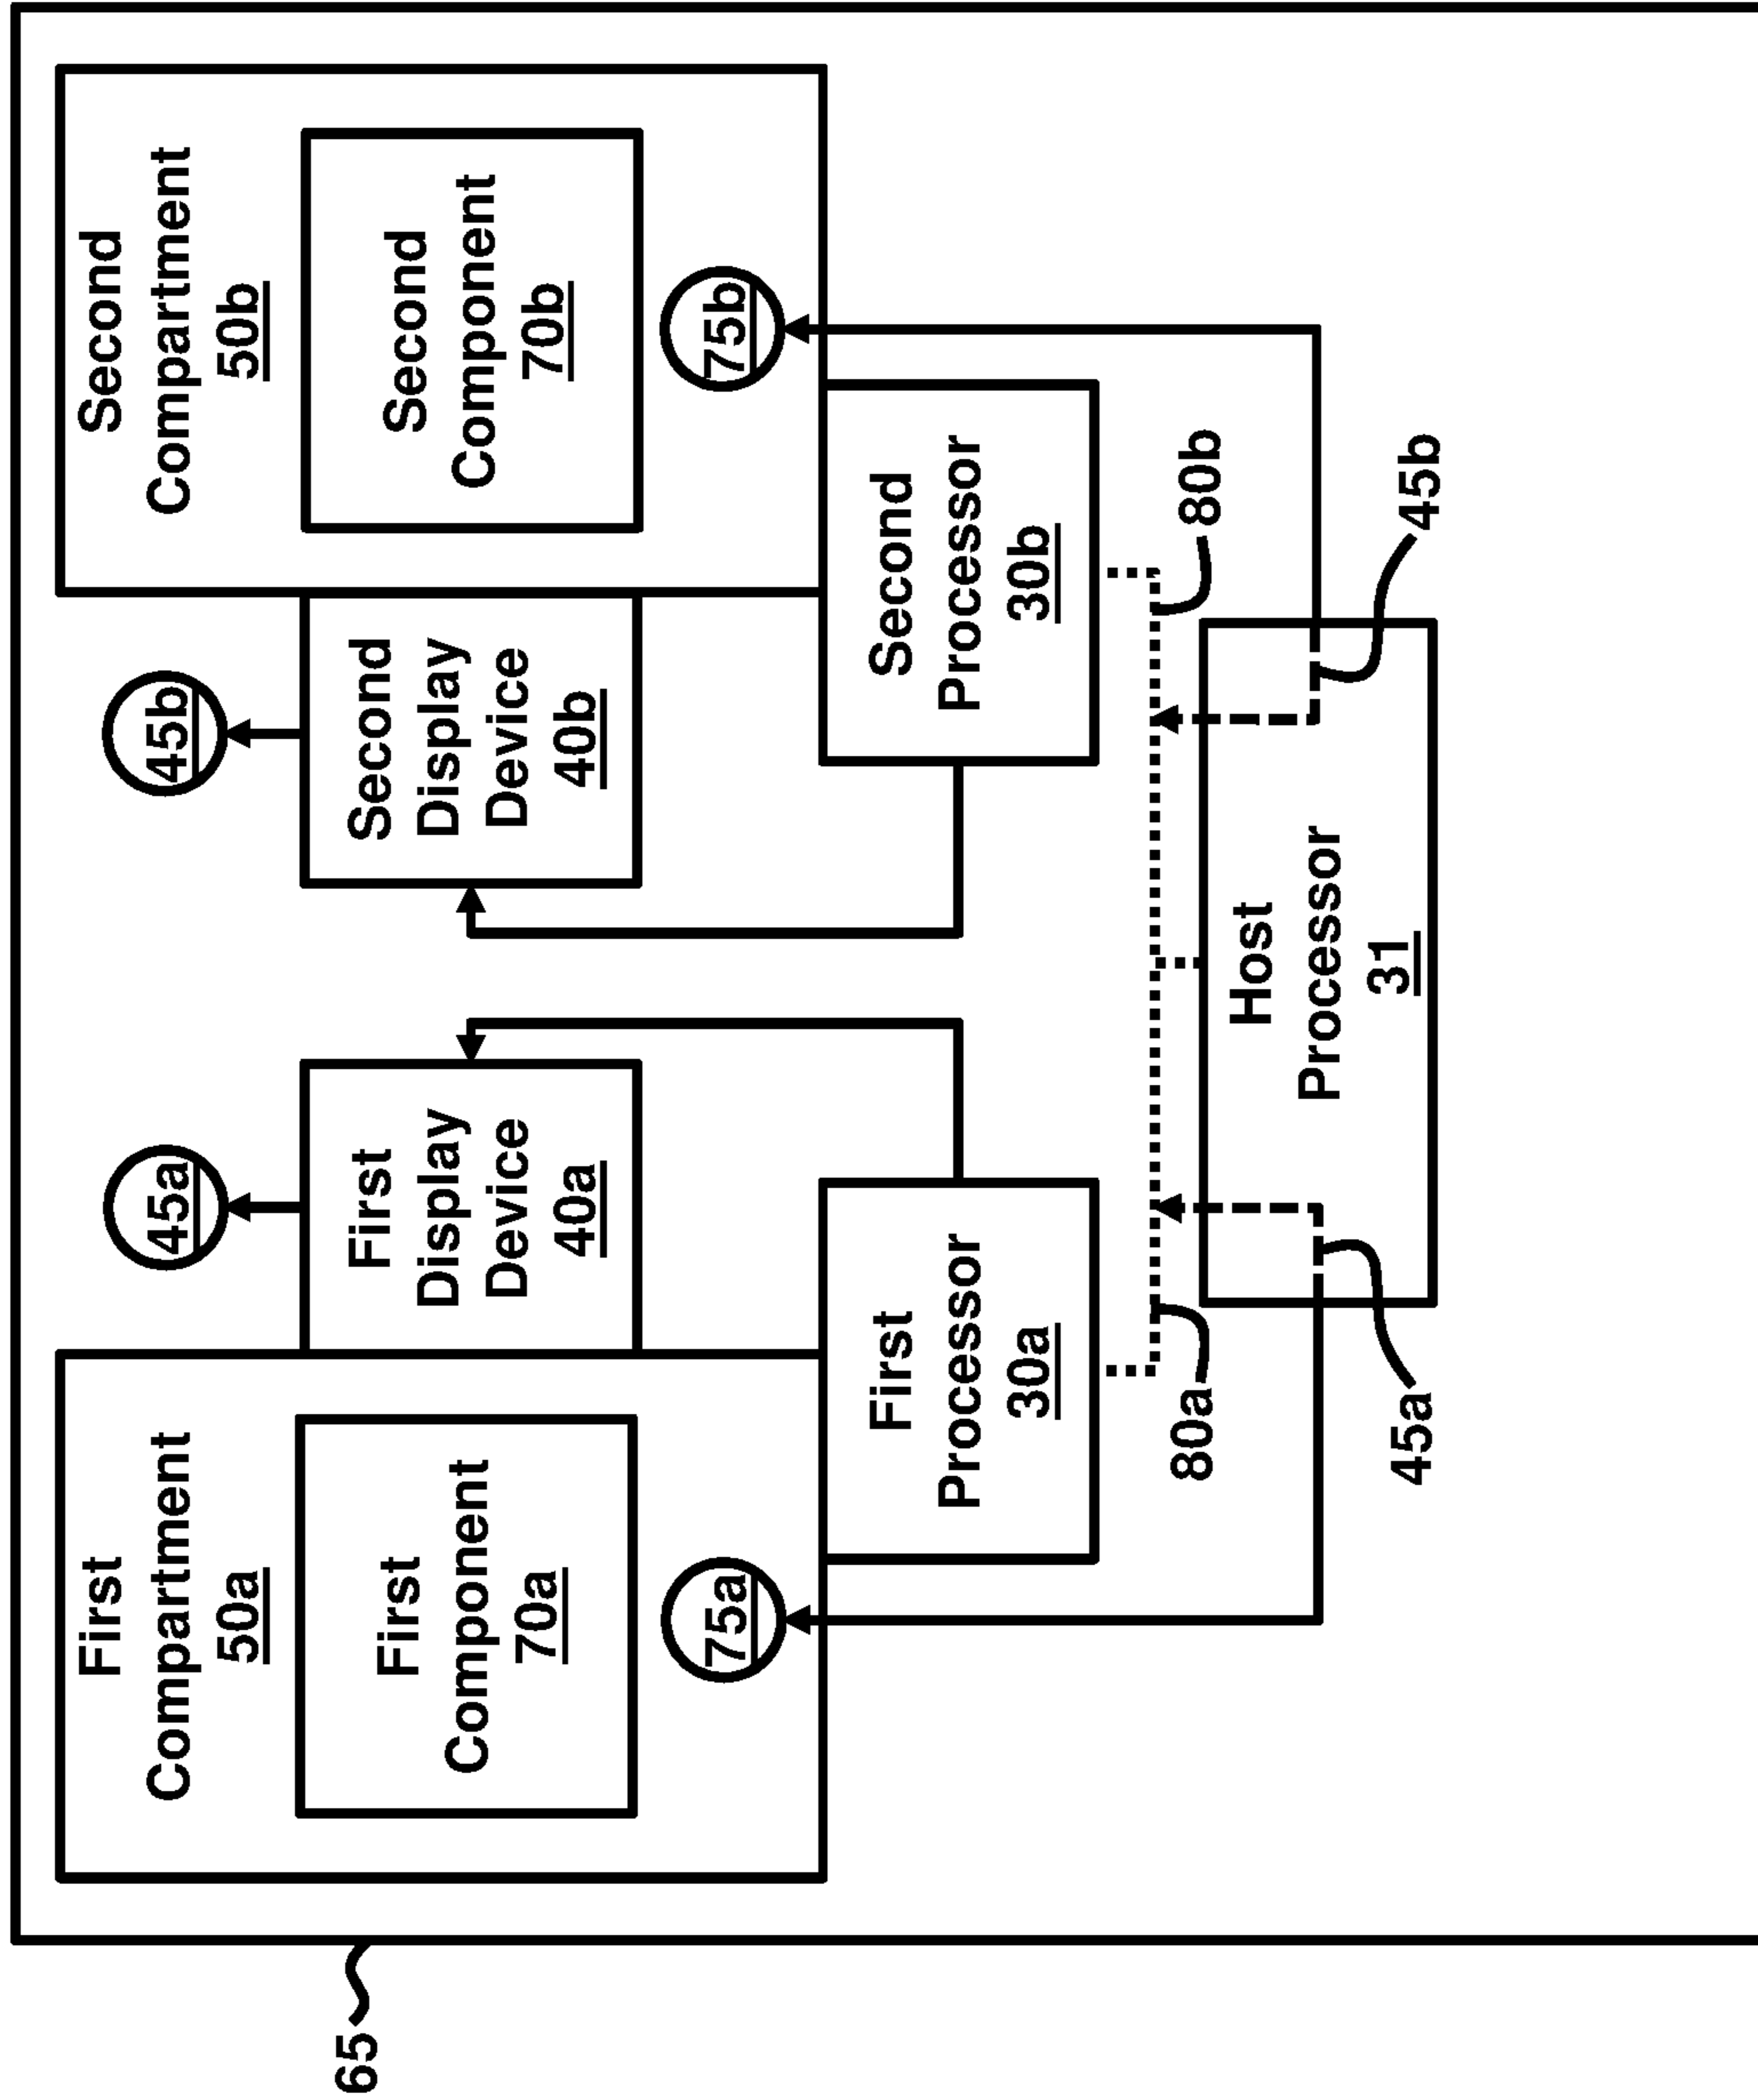 65
First
Compartment
50a
First
Component
70a
75a
45a
First
Display
Device
40a
45b
Second
Display
Device
40b
Second
Compartment
50b
Second
Component
70b
75b
First
Processor
30a
Second
Processor
30b
80a
80b
Host
Processor
31
45a
45b